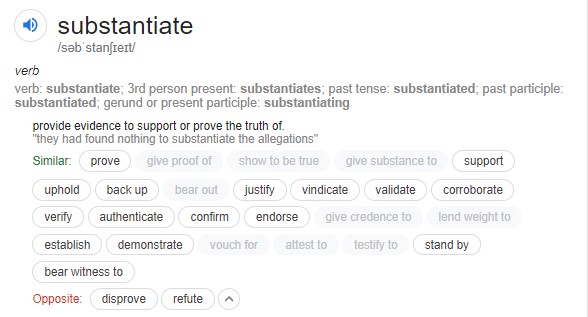 substantiate
/səbˈstanʃɪeɪt/
verb
verb: substantiate; 3rd person present: substantiates; past tense: substantiated; past participle:
substantiated; gerund or present participle: substantiating
provide evidence to support or prove the truth of.
"they had found nothing to substantiate the allegations"
Similar: prove give proof of show to be true give substance to support
uphold back up bear out justify vindicate validate corroborate
verify authenticate confirm endorse give credence to lend weight to
establish demonstrate vouch for attest to testify to stand by
bear witness to
Opposite: disprove refute